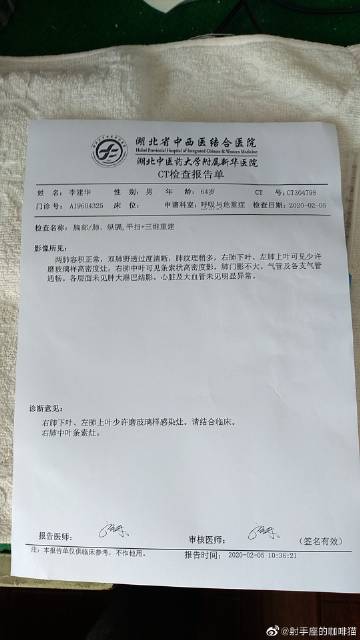 湖北省中西医结合医院
Hubei Provincial Hospital of Integrated Chinese & Western Medicine
湖北中医药大学附属新华医院
CT检查报告单
姓 名: 李建华 性 别: 男 年 龄: 64岁 CT 号: CT364798
门诊号: A19604325 床 位: 申请科室: 呼吸与危重症 检查日期: 2020-02-05
检查名称: 胸部/肺、纵膈, 平扫+三维重建
影像所见:
两肺容积正常, 双肺野透过度清晰, 肺纹理稍多, 右肺下叶、左肺上叶可见少许
磨玻璃样高密度灶, 右肺中叶可见条索状高密度影, 肺门影不大, 气管及各支气管
通畅。各层面未见肿大淋巴结影。心脏及大血管未见明显异常。
诊断意见:
右肺下叶、左肺上叶少许磨玻璃样感染灶, 请结合临床。
右肺中叶条索灶。
报告医师: 审核医师: (签名有效)
注: 本报告单仅供临床参考, 不作他用。 报告时间: 2020-02-06 10:36:21
@射手座的咖啡猫